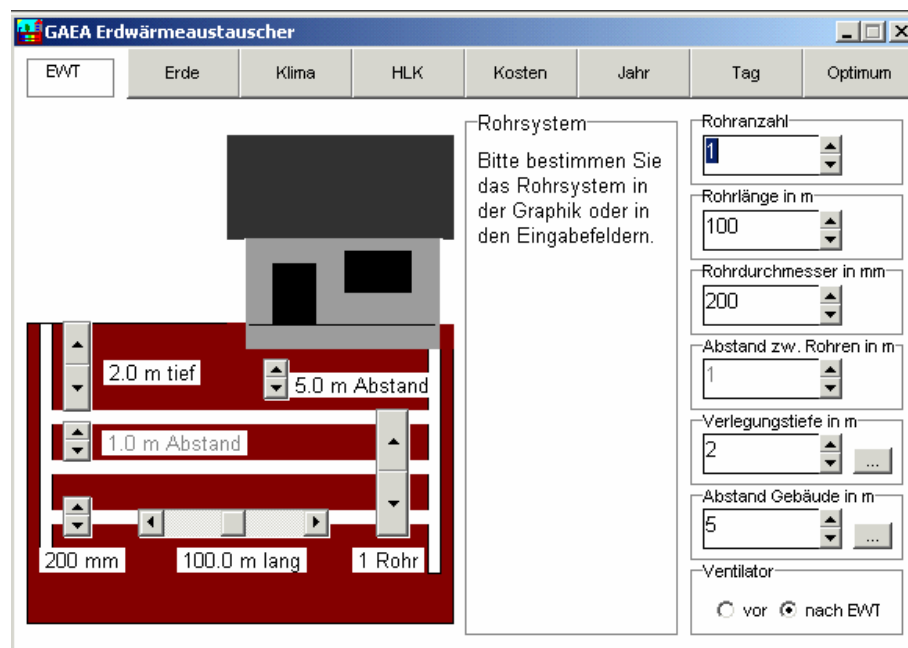 GAEA Erdwärmeaustauscher
EWT Erde Klima HLK Kosten Jahr Tag Optimum
Rohrsystem
Bitte bestimmen Sie
das Rohrsystem in
der Graphik oder in
den Eingabefeldern.
2.0 m tief
5.0 m Abstand
1.0 m Abstand
200 mm
100.0 m lang
1 Rohr
Rohranzahl
1
Rohrlänge in m
100
Rohrdurchmesser in mm
200
Abstand zw. Rohren in m
1
Verlegungstiefe in m
2
...
Abstand Gebäude in m
5
...
Ventilator
vor nach EWT